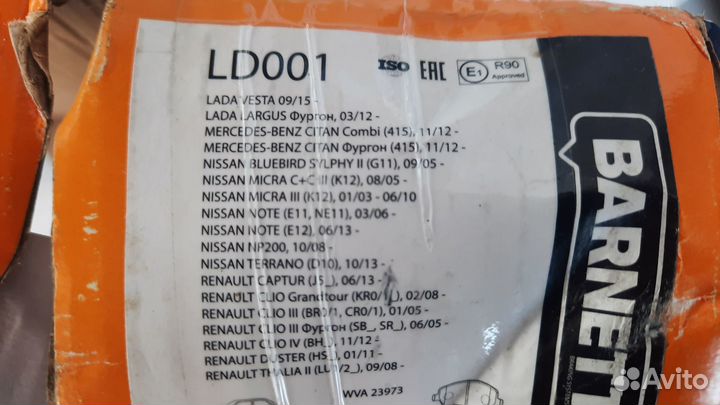 LD001
ISO EAC E1 R90 Approved
LADA VESTA 09/15 -
LADA LARGUS Фургон, 03/12 -
MERCEDES-BENZ CITAN Combi (415), 11/12 -
MERCEDES-BENZ CITAN Фургон (415), 11/12 -
NISSAN BLUEBIRD SYLPHY II (G11), 09/05 -
NISSAN MICRA C+C III (K12), 08/05 -
NISSAN MICRA III (K12), 01/03 - 06/10
NISSAN NOTE (E11, NE11), 03/06 -
NISSAN NOTE (E12), 06/13 -
NISSAN NP200, 10/08 -
NISSAN TERRANO (D10), 10/13 -
RENAULT CAPTUR (J5_), 06/13 -
RENAULT CLIO Grandtour (KR0/1_), 02/08 -
RENAULT CLIO III (BR0/1, CR0/1), 01/05 -
RENAULT CLIO III Фургон (SB_, SR_), 06/05 -
RENAULT CLIO IV (BH_), 11/12 -
RENAULT DUSTER (HS_), 01/11 -
RENAULT THALIA II (LU1/2_), 09/08 -
WVA 23973
BARNETT
Avito